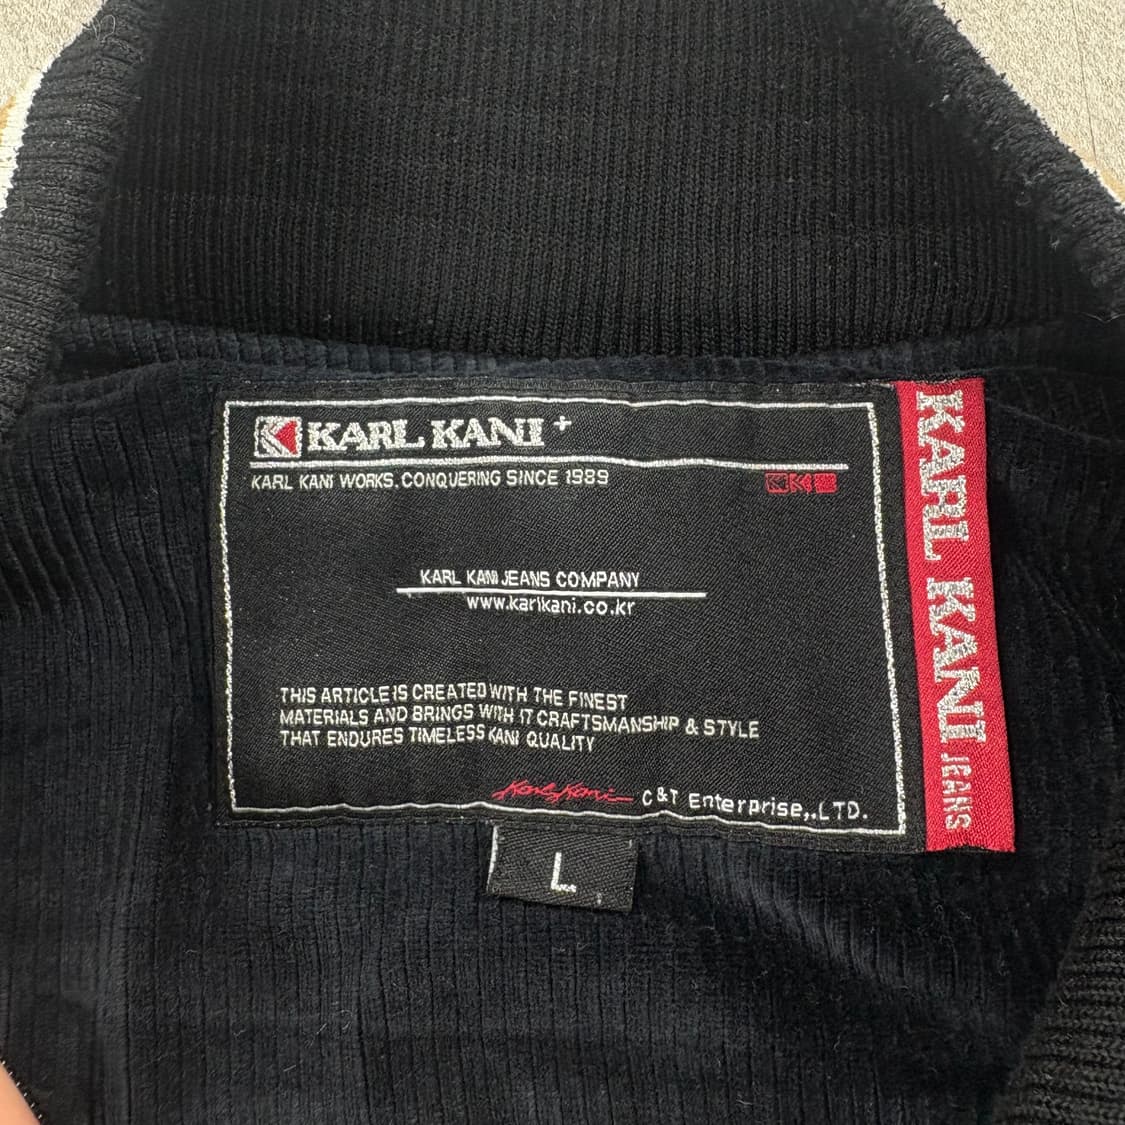 KARL KANI +
KARL KANI WORKS. CONQUERING SINCE 1989
KARL KANI JEANS COMPANY
www.karlkani.co.kr
THIS ARTICLE IS CREATED WITH THE FINEST
MATERIALS AND BRINGS WITH IT CRAFTSMANSHIP & STYLE
THAT ENDURES TIMELESS KANI QUALITY
Karl Kani C&T Enterprise,.LTD.
L
KARL KANI JEANS